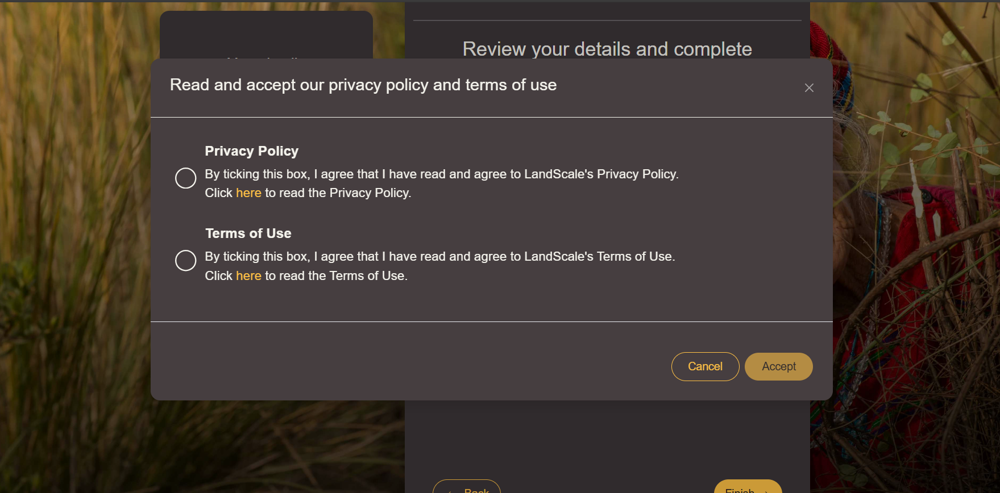 Review your details and complete
Read and accept our privacy policy and terms of use
Privacy Policy
By ticking this box, I agree that I have read and agree to LandScale's Privacy Policy.
Click here to read the Privacy Policy.
Terms of Use
By ticking this box, I agree that I have read and agree to LandScale's Terms of Use.
Click here to read the Terms of Use.
Cancel
Accept
Back
Finish